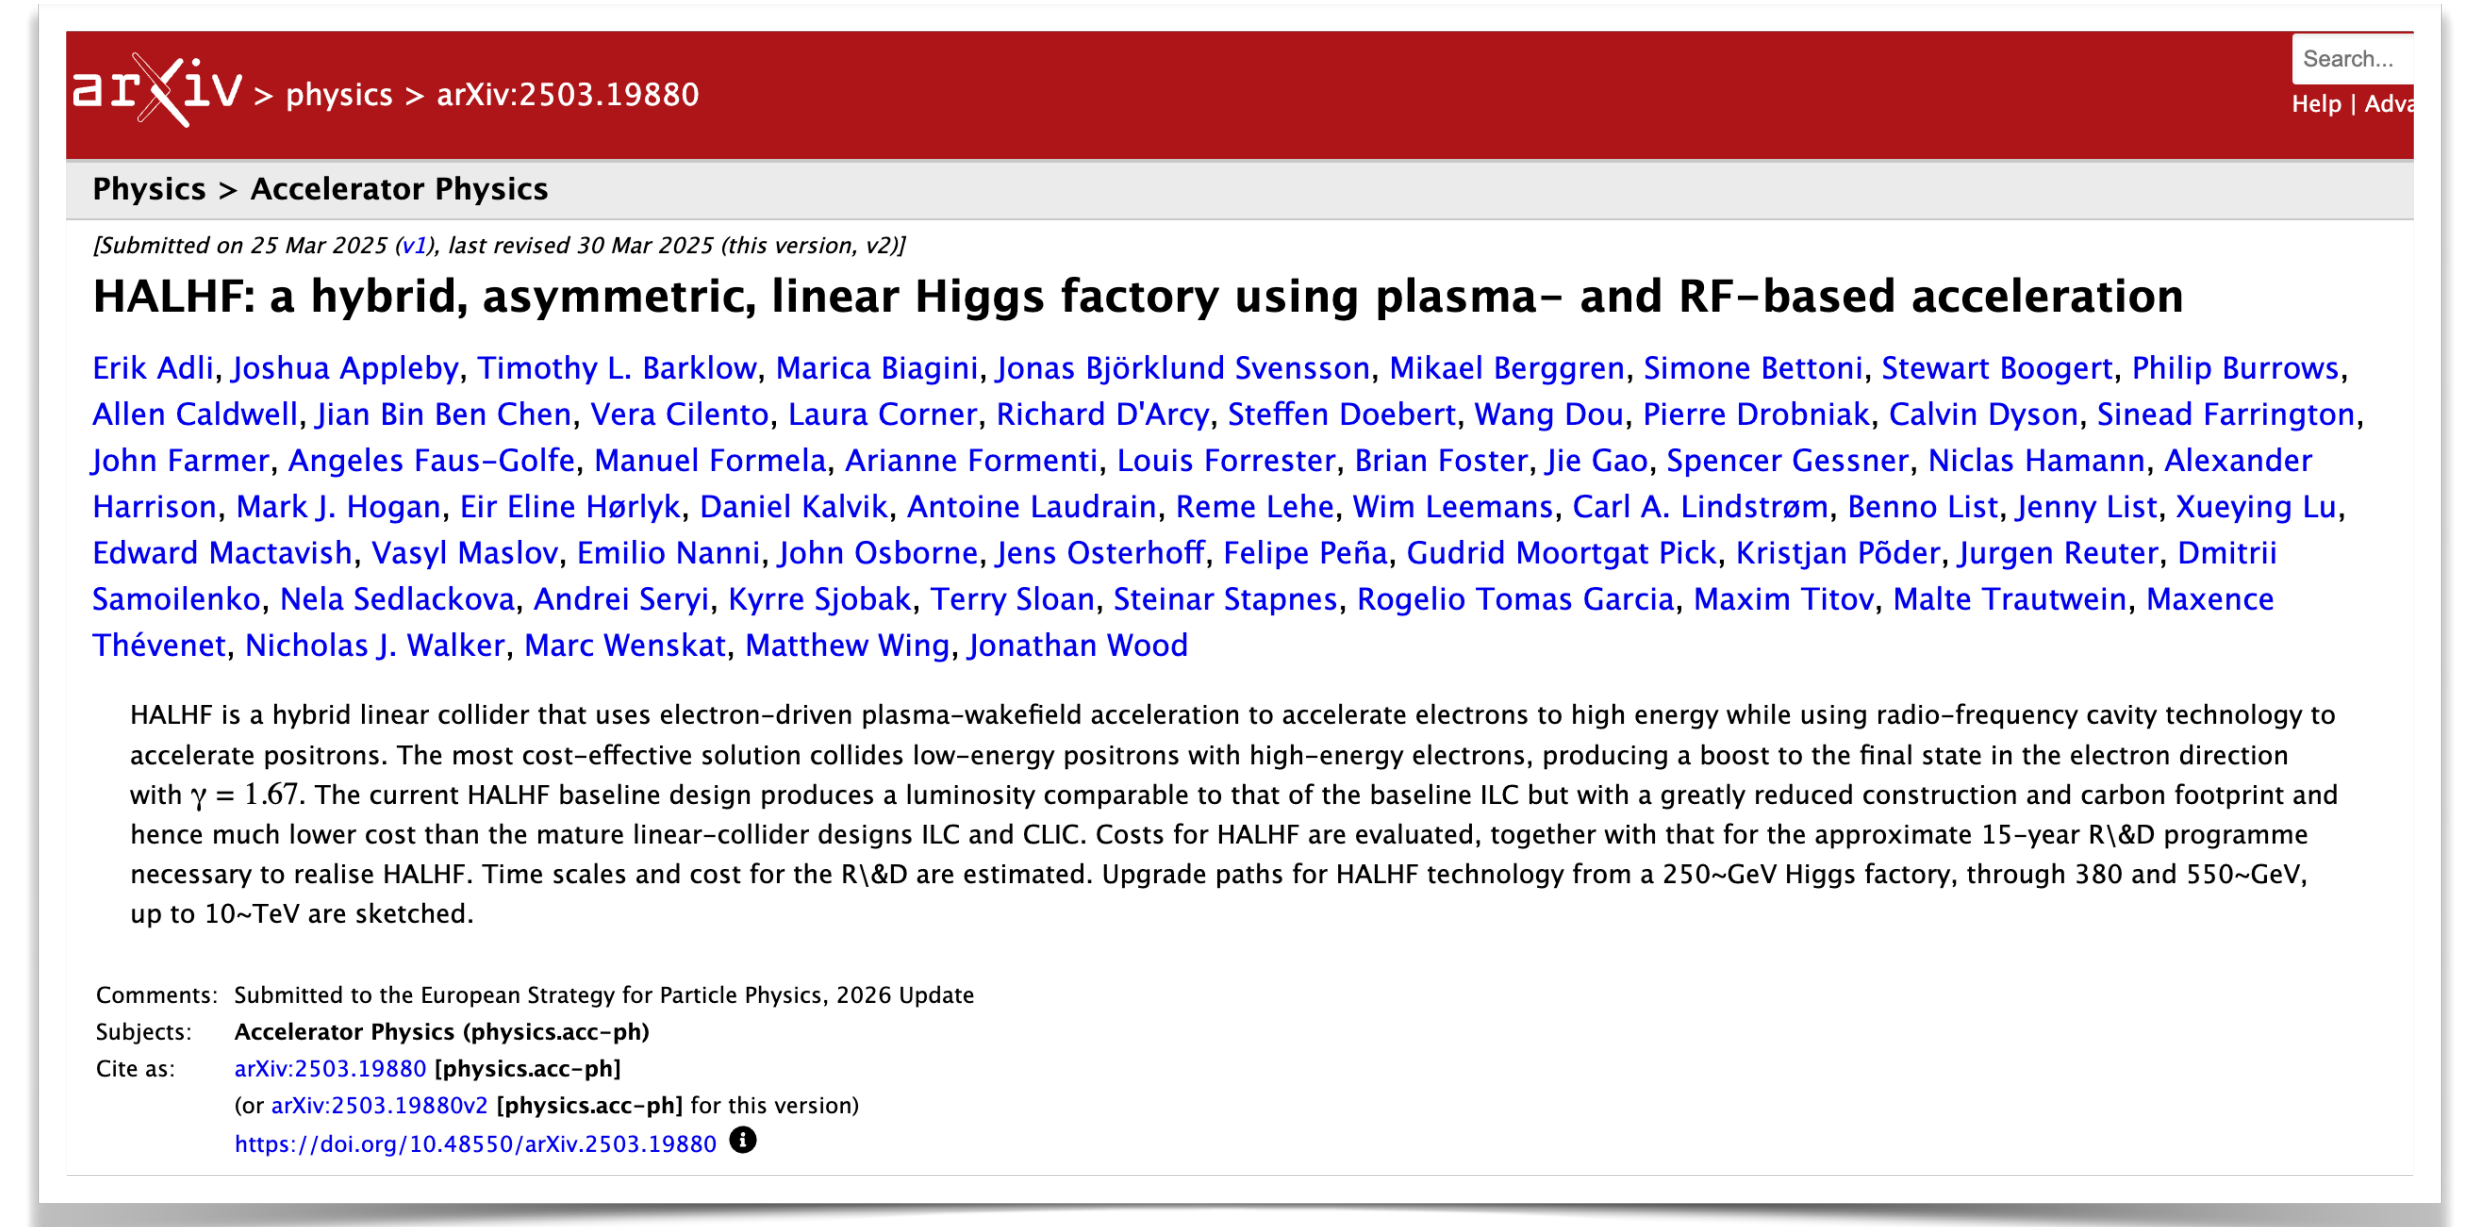 arXiv > physics > arXiv:2503.19880
Search...
Help | Adva
Physics > Accelerator Physics
[Submitted on 25 Mar 2025 (v1), last revised 30 Mar 2025 (this version, v2)]
HALHF: a hybrid, asymmetric, linear Higgs factory using plasma- and RF-based acceleration
Erik Adli, Joshua Appleby, Timothy L. Barklow, Marica Biagini, Jonas Björklund Svensson, Mikael Berggren, Simone Bettoni, Stewart Boogert, Philip Burrows,
Allen Caldwell, Jian Bin Ben Chen, Vera Cilento, Laura Corner, Richard D'Arcy, Steffen Doebert, Wang Dou, Pierre Drobniak, Calvin Dyson, Sinead Farrington,
John Farmer, Angeles Faus-Golfe, Manuel Formela, Arianne Formenti, Louis Forrester, Brian Foster, Jie Gao, Spencer Gessner, Niclas Hamann, Alexander
Harrison, Mark J. Hogan, Eir Eline Hørlyk, Daniel Kalvik, Antoine Laudrain, Reme Lehe, Wim Leemans, Carl A. Lindstrøm, Benno List, Jenny List, Xueying Lu,
Edward Mactavish, Vasyl Maslov, Emilio Nanni, John Osborne, Jens Osterhoff, Felipe Peña, Gudrid Moortgat Pick, Kristjan Põder, Jurgen Reuter, Dmitrii
Samoilenko, Nela Sedlackova, Andrei Seryi, Kyrre Sjobak, Terry Sloan, Steinar Stapnes, Rogelio Tomas Garcia, Maxim Titov, Malte Trautwein, Maxence
Thévenet, Nicholas J. Walker, Marc Wenskat, Matthew Wing, Jonathan Wood
HALHF is a hybrid linear collider that uses electron-driven plasma-wakefield acceleration to accelerate electrons to high energy while using radio-frequency cavity technology to
accelerate positrons. The most cost-effective solution collides low-energy positrons with high-energy electrons, producing a boost to the final state in the electron direction
with γ = 1.67. The current HALHF baseline design produces a luminosity comparable to that of the baseline ILC but with a greatly reduced construction and carbon footprint and
hence much lower cost than the mature linear-collider designs ILC and CLIC. Costs for HALHF are evaluated, together with that for the approximate 15-year R\&D programme
necessary to realise HALHF. Time scales and cost for the R\&D are estimated. Upgrade paths for HALHF technology from a 250~GeV Higgs factory, through 380 and 550~GeV,
up to 10~TeV are sketched.
Comments: Submitted to the European Strategy for Particle Physics, 2026 Update
Subjects: Accelerator Physics (physics.acc-ph)
Cite as: arXiv:2503.19880 [physics.acc-ph]
(or arXiv:2503.19880v2 [physics.acc-ph] for this version)
https://doi.org/10.48550/arXiv.2503.19880